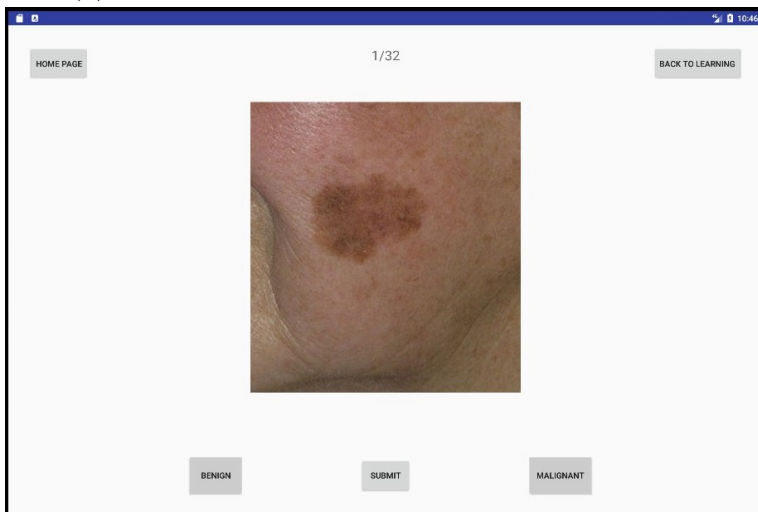 10:46
HOME PAGE
1/32
BACK TO LEARNING
BENIGN
SUBMIT
MALIGNANT